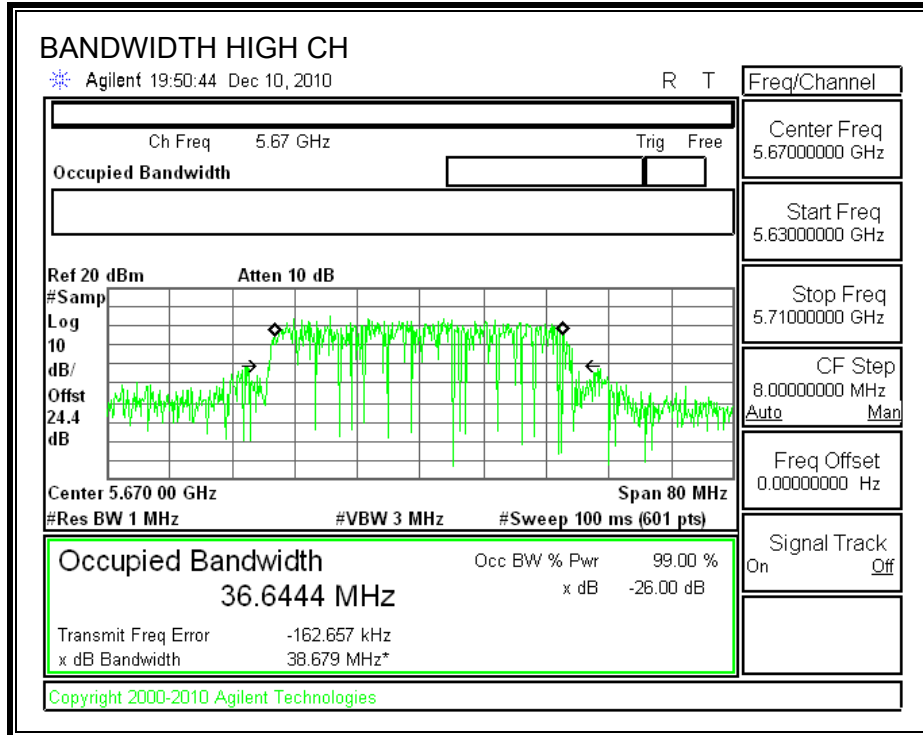 BANDWIDTH HIGH CH
Agilent 19:50:44 Dec 10, 2010 R T
Ch Freq 5.67 GHz Trig Free
Occupied Bandwidth
Ref 20 dBm Atten 10 dB
#Samp
Log
10
dB/
Offst
24.4
dB
Center 5.670 00 GHz Span 80 MHz
#Res BW 1 MHz #VBW 3 MHz #Sweep 100 ms (601 pts)
Occupied Bandwidth Occ BW % Pwr 99.00 %
36.6444 MHz x dB -26.00 dB
Transmit Freq Error -162.657 kHz
x dB Bandwidth 38.679 MHz*
Copyright 2000-2010 Agilent Technologies
Freq/Channel
Center Freq
5.67000000 GHz
Start Freq
5.63000000 GHz
Stop Freq
5.71000000 GHz
CF Step
8.00000000 MHz
Auto Man
Freq Offset
0.00000000 Hz
Signal Track
On Off